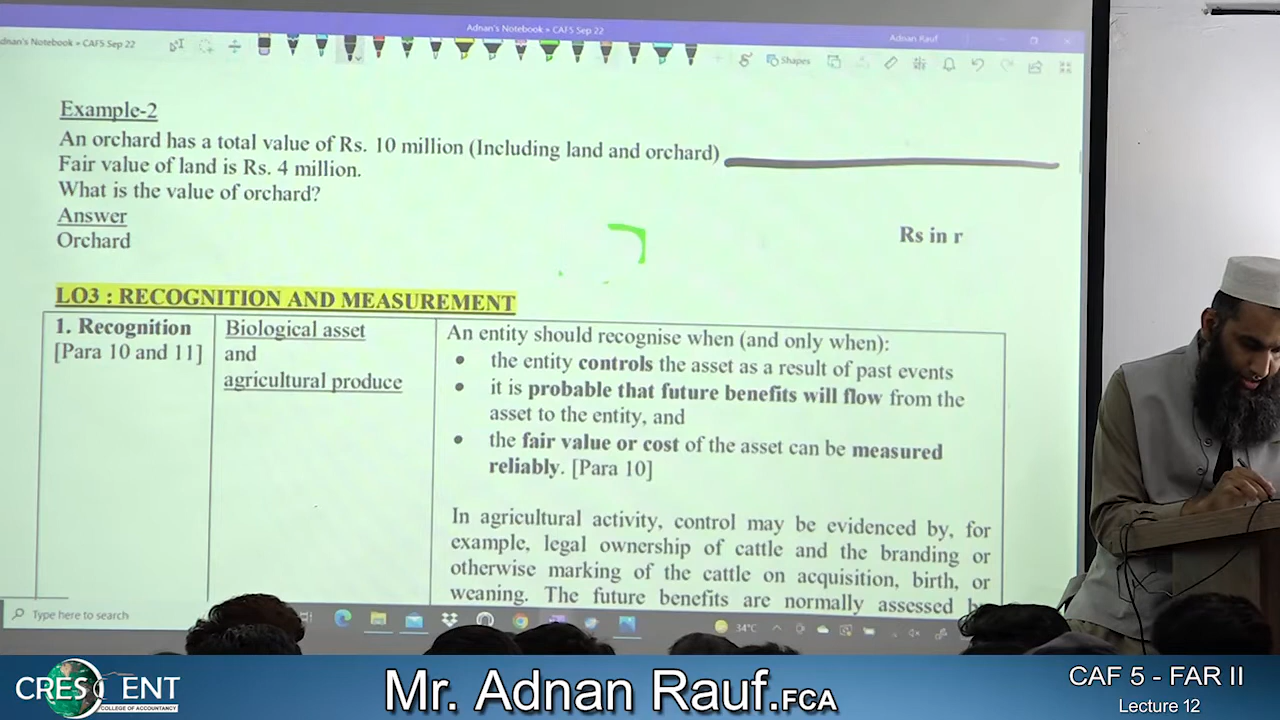 Adnan's Notebook » CAF5 Sep 22
Adnan Rauf
dnan's Notebook » CAF5 Sep 22
Shapes
Example-2
An orchard has a total value of Rs. 10 million (Including land and orchard)
Fair value of land is Rs. 4 million.
What is the value of orchard?
Answer
Orchard
Rs in r
LO3 : RECOGNITION AND MEASUREMENT
1. Recognition
[Para 10 and 11]
Biological asset
and
agricultural produce
An entity should recognise when (and only when):
• the entity controls the asset as a result of past events
• it is probable that future benefits will flow from the
asset to the entity, and
• the fair value or cost of the asset can be measured
reliably. [Para 10]
In agricultural activity, control may be evidenced by, for
example, legal ownership of cattle and the branding or
otherwise marking of the cattle on acquisition, birth, or
weaning. The future benefits are normally assessed
Type here to search
34°C
CRESCENT
COLLEGE OF ACCOUNTANCY
Mr. Adnan Rauf.FCA
CAF 5 - FAR II
Lecture 12